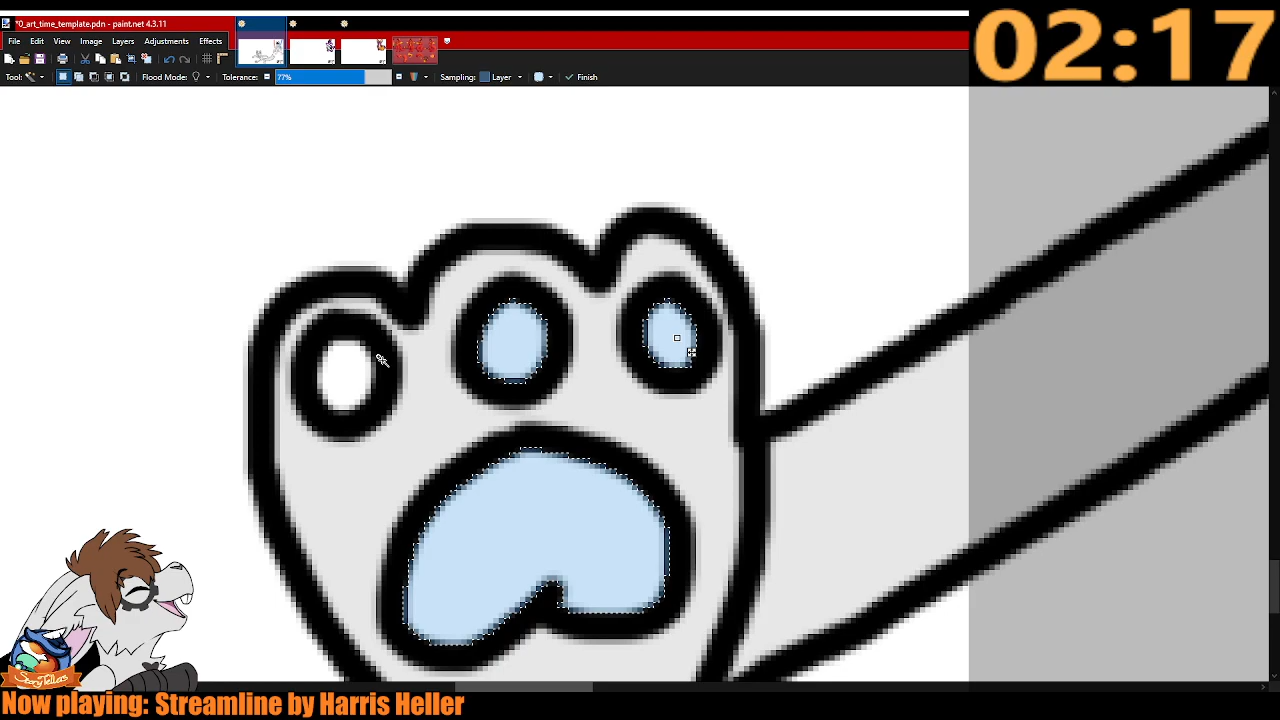 *0_art_time_template.pdn - paint.net 4.3.11
02:17
File Edit View Image Layers Adjustments Effects
Tool: Flood Mode: Tolerance: 77% Sampling: Layer Finish
StoryTellers
Now playing: Streamline by Harris Heller